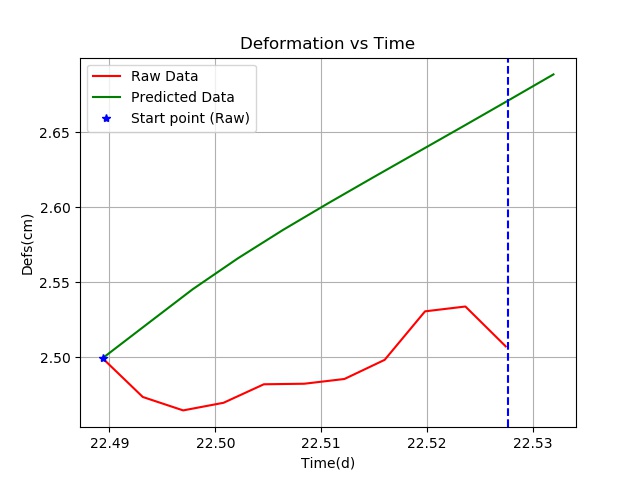 Deformation vs Time
Raw Data
Predicted Data
Start point (Raw)
Defs(cm)
2.65
2.60
2.55
2.50
22.49 22.50 22.51 22.52 22.53
Time(d)